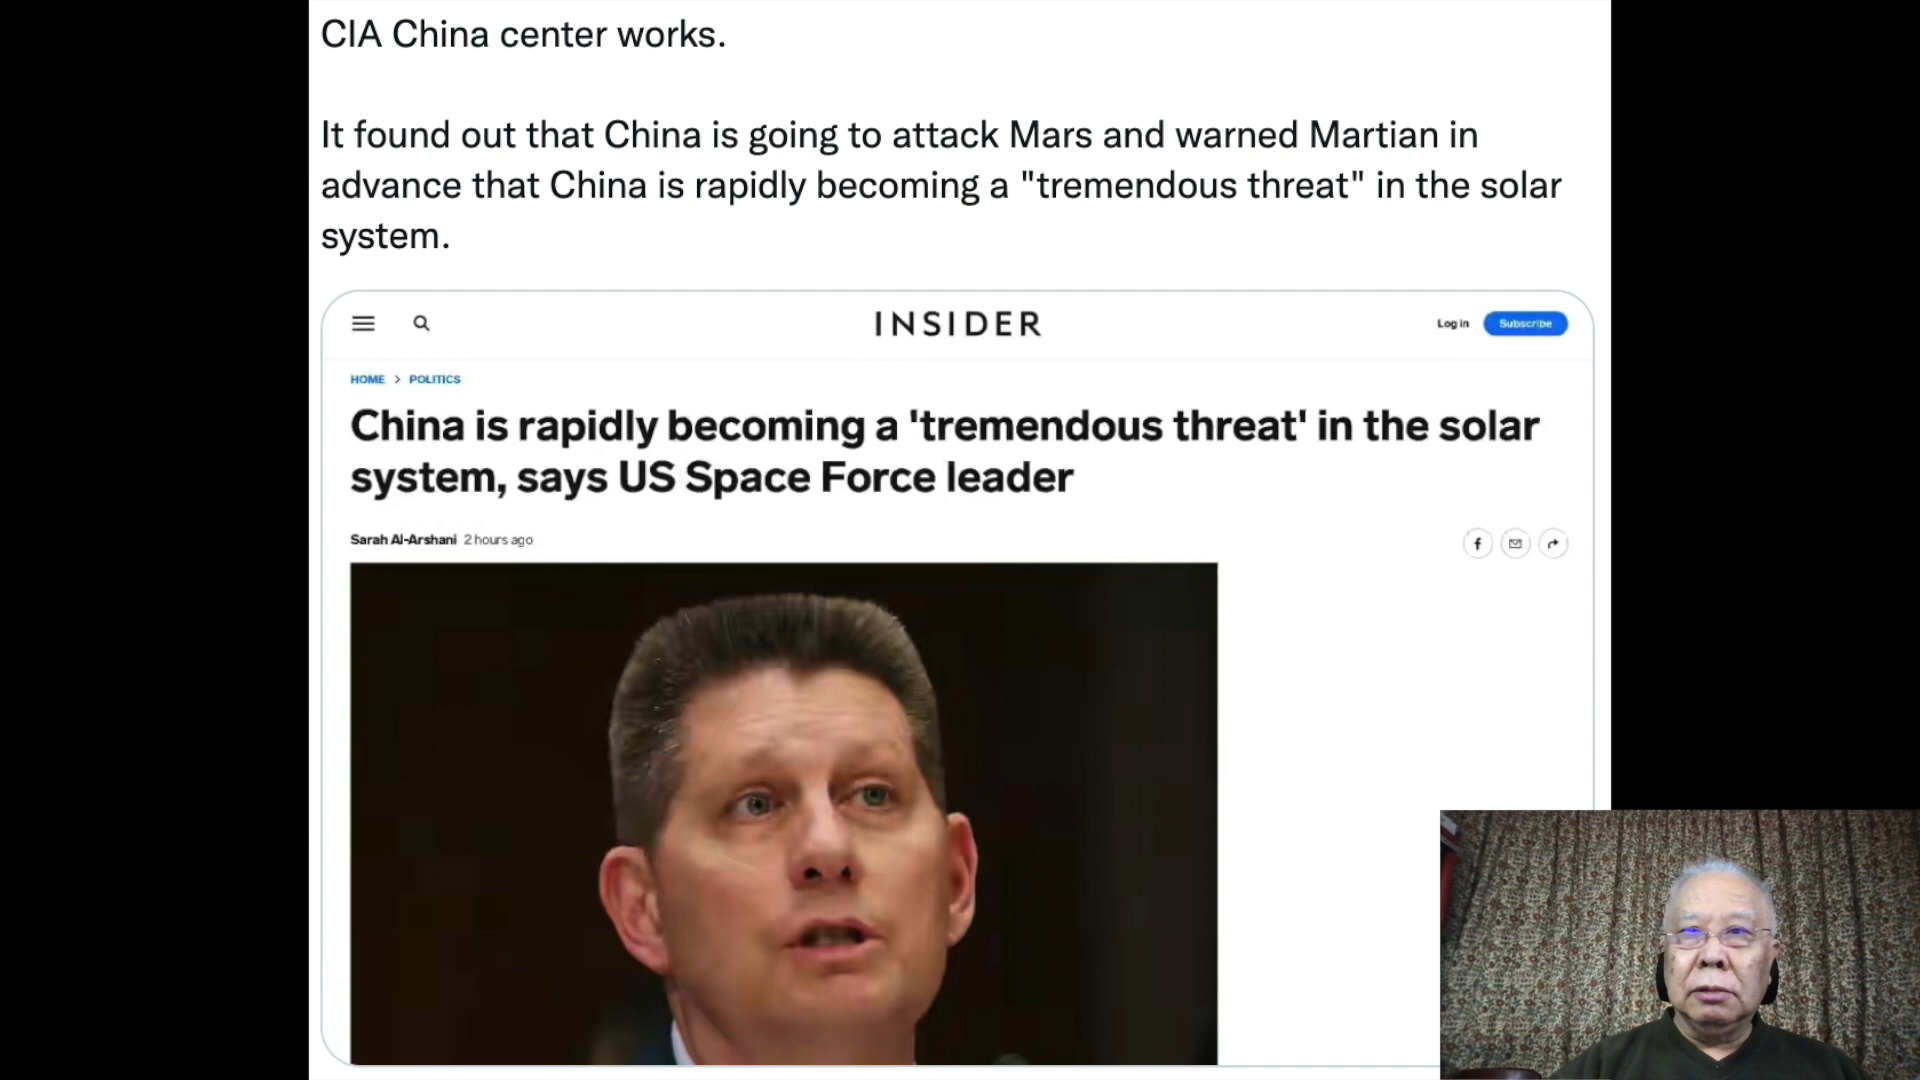 CIA China center works.
It found out that China is going to attack Mars and warned Martian in
advance that China is rapidly becoming a "tremendous threat" in the solar
system.
INSIDER
Log in
Subscribe
HOME > POLITICS
China is rapidly becoming a 'tremendous threat' in the solar
system, says US Space Force leader
Sarah Al-Arshani 2 hours ago